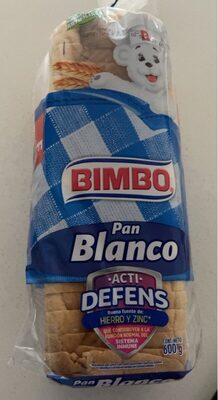 BIMBO
Pan
Blanco
ACTI-
DEFENS
Buena fuente de:
HIERRO Y ZINC*
QUE CONTRIBUYEN A LA
FUNCIÓN NORMAL DEL
SISTEMA
INMUNE
CONT. NETO
600 g
Pan
Blanco